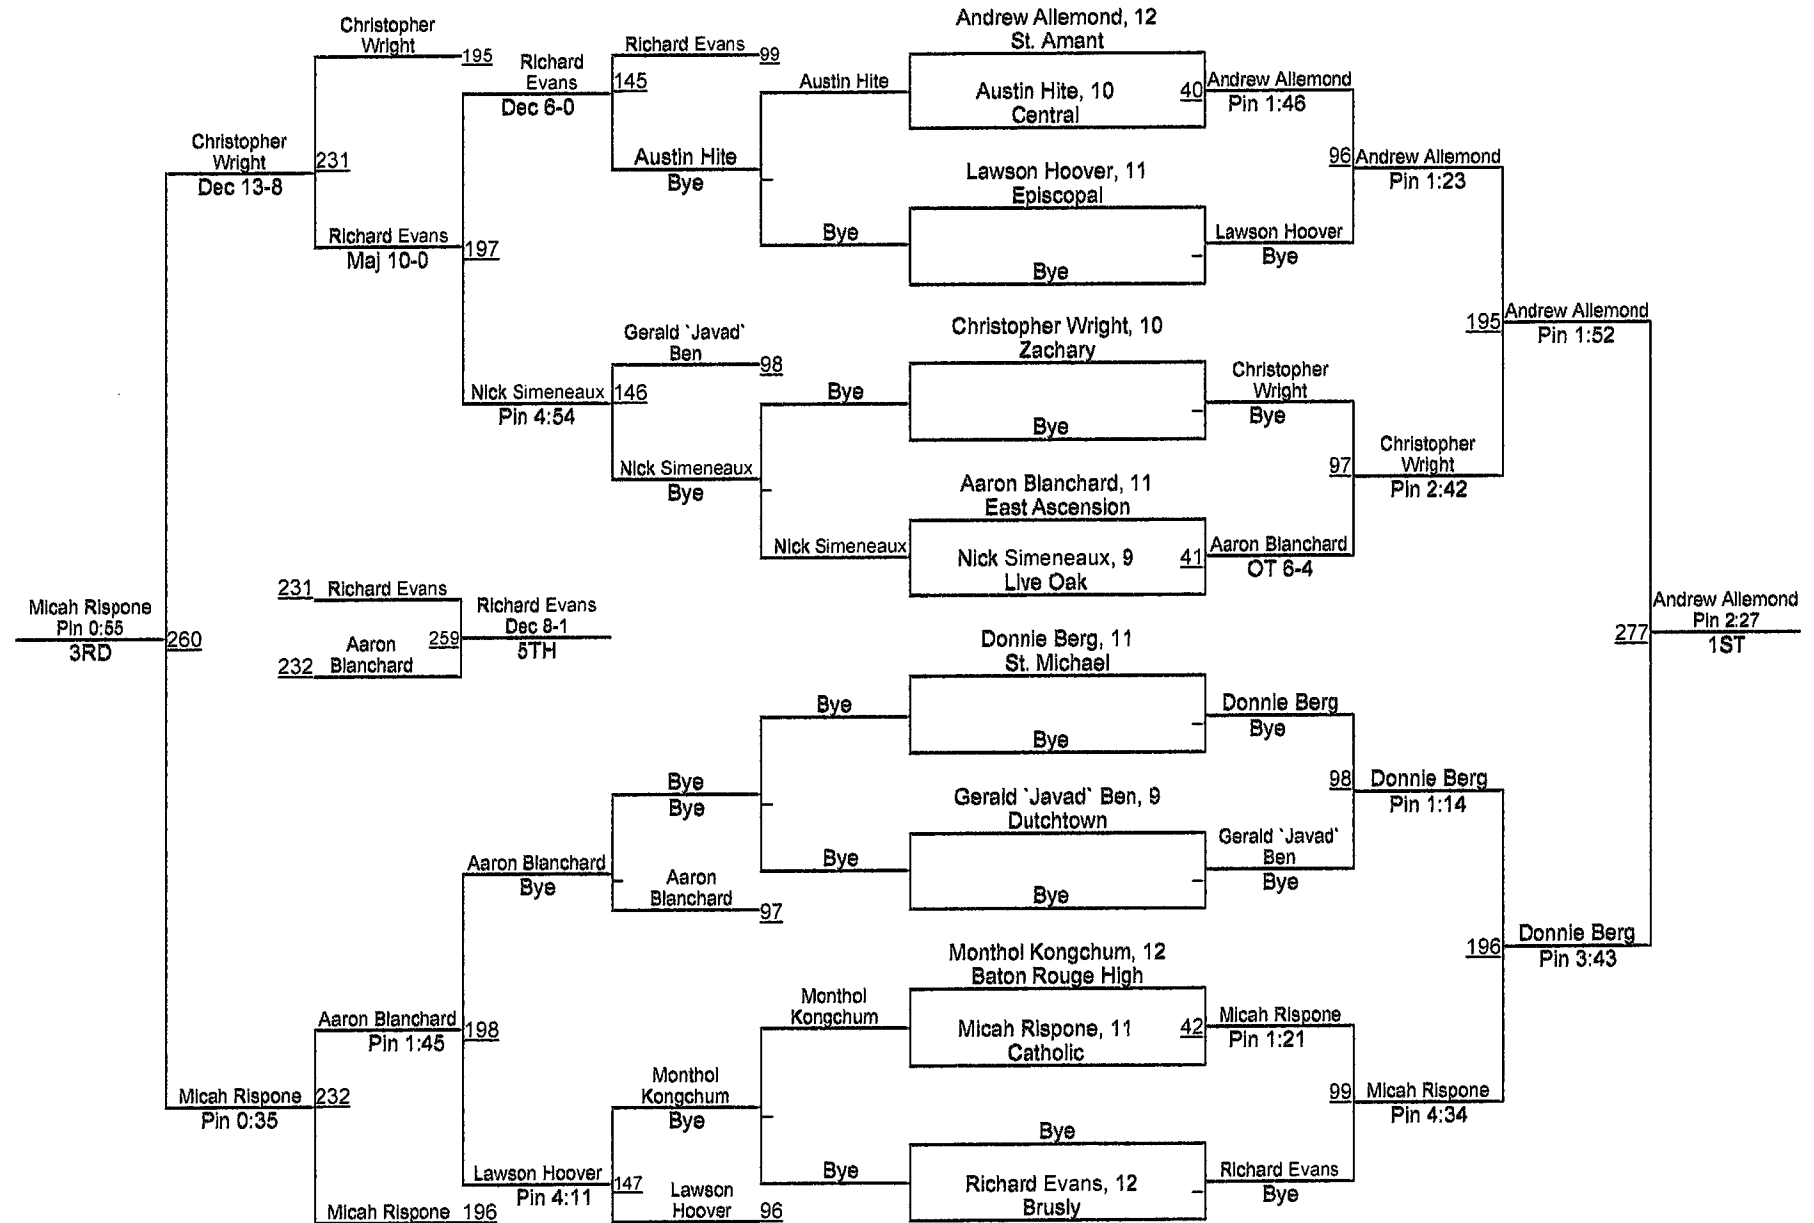 Christopher
Wright
195
Christopher
Wright
Dec 13-8
231
Richard Evans
Maj 10-0
197
Richard
Evans
Dec 6-0
145
Richard Evans
99
Austin Hite
Bye
Austin Hite
Bye
Gerald `Javad`
Ben
98
Nick Simeneaux
Pin 4:54
146
Nick Simeneaux
Bye
Bye
Nick Simeneaux
Andrew Allemond, 12
St. Amant
Austin Hite, 10
Central
40
Andrew Allemond
Pin 1:46
Lawson Hoover, 11
Episcopal
Bye
Lawson Hoover
Bye
96
Andrew Allemond
Pin 1:23
Christopher Wright, 10
Zachary
Bye
Christopher
Wright
Bye
Aaron Blanchard, 11
East Ascension
Nick Simeneaux, 9
Live Oak
41
Aaron Blanchard
OT 6-4
97
Christopher
Wright
Pin 2:42
195
Andrew Allemond
Pin 1:52
Micah Rispone
Pin 0:55
3RD
260
231
Richard Evans
Aaron
Blanchard
232
259
Richard Evans
Dec 8-1
5TH
277
Andrew Allemond
Pin 2:27
1ST
Donnie Berg, 11
St. Michael
Bye
Donnie Berg
Bye
Gerald `Javad` Ben, 9
Dutchtown
Bye
Gerald `Javad`
Ben
Bye
98
Donnie Berg
Pin 1:14
Bye
Bye
Bye
Bye
Aaron Blanchard
Bye
Aaron
Blanchard
97
Aaron Blanchard
Pin 1:45
198
Micah Rispone
Pin 0:35
232
Micah Rispone
196
Lawson Hoover
Pin 4:11
147
Monthol
Kongchum
Bye
Lawson
Hoover
96
Monthol
Kongchum
Bye
Monthol Kongchum, 12
Baton Rouge High
Micah Rispone, 11
Catholic
42
Micah Rispone
Pin 1:21
Bye
Richard Evans, 12
Brusly
Richard Evans
Bye
99
Micah Rispone
Pin 4:34
196
Donnie Berg
Pin 3:43